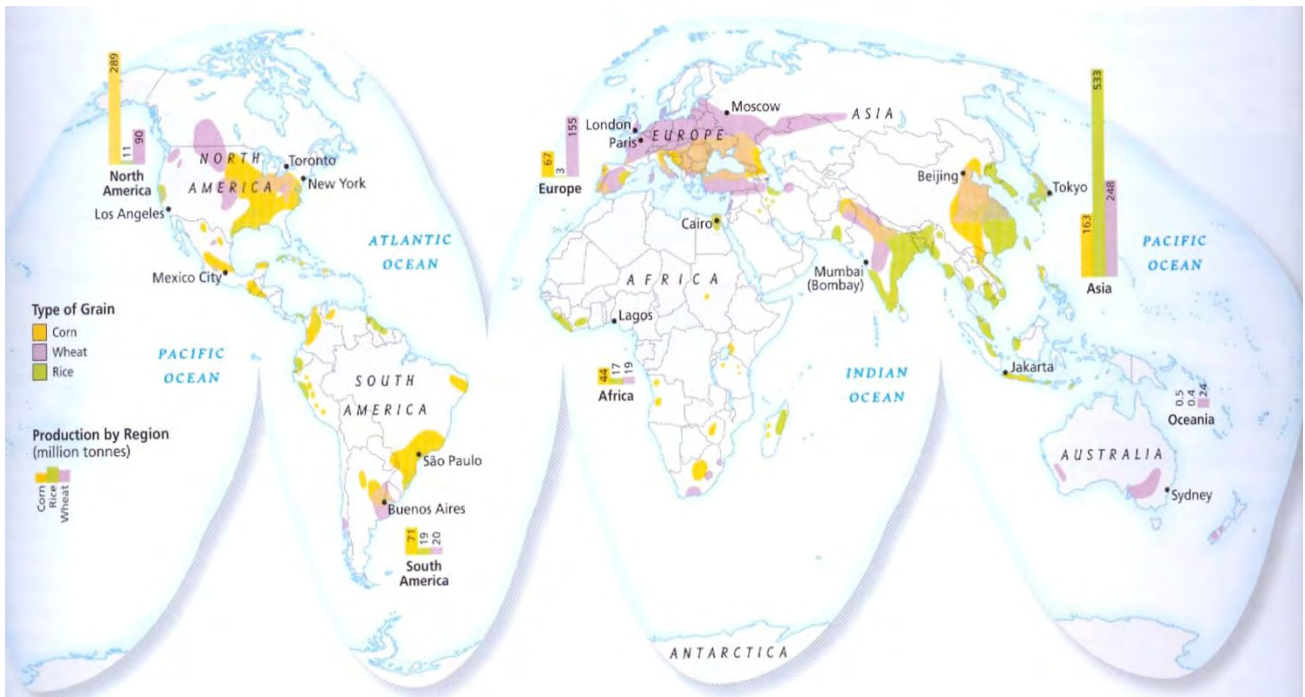 289
11
90
North
America
NORTH
AMERICA
Toronto
New York
Los Angeles
Mexico City
ATLANTIC
OCEAN
Type of Grain
Corn
Wheat
Rice
PACIFIC
OCEAN
Production by Region
(million tonnes)
Corn
Rice
Wheat
SOUTH
AMERICA
São Paulo
Buenos Aires
71
19
20
South
America
67
3
155
Europe
London
Paris
EUROPE
Moscow
ASIA
Cairo
AFRICA
Lagos
44
17
19
Africa
Beijing
Tokyo
Mumbai
(Bombay)
163
533
248
Asia
PACIFIC
OCEAN
INDIAN
OCEAN
Jakarta
0.5
0.4
24
Oceania
AUSTRALIA
Sydney
ANTARCTICA